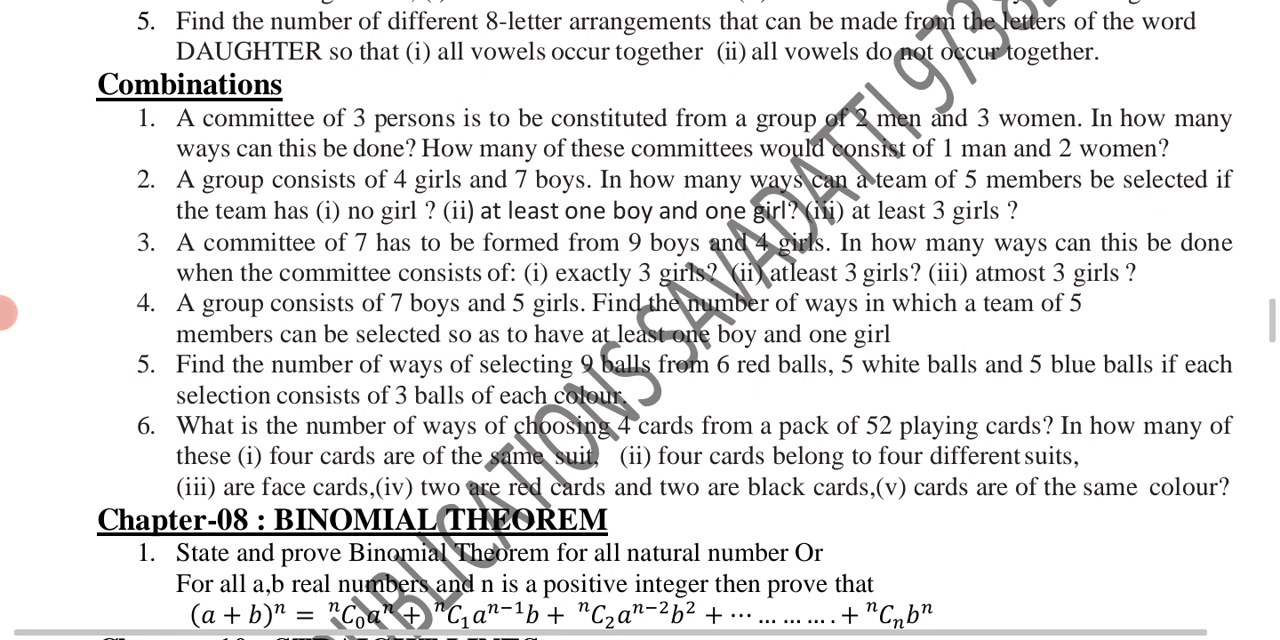 5. Find the number of different 8-letter arrangements that can be made from the letters of the word
DAUGHTER so that (i) all vowels occur together (ii) all vowels do not occur together.
Combinations
1. A committee of 3 persons is to be constituted from a group of 2 men and 3 women. In how many
ways can this be done? How many of these committees would consist of 1 man and 2 women?
2. A group consists of 4 girls and 7 boys. In how many ways can a team of 5 members be selected if
the team has (i) no girl ? (ii) at least one boy and one girl? (iii) at least 3 girls ?
3. A committee of 7 has to be formed from 9 boys and 4 girls. In how many ways can this be done
when the committee consists of: (i) exactly 3 girls? (ii) atleast 3 girls? (iii) atmost 3 girls ?
4. A group consists of 7 boys and 5 girls. Find the number of ways in which a team of 5
members can be selected so as to have at least one boy and one girl
5. Find the number of ways of selecting 9 balls from 6 red balls, 5 white balls and 5 blue balls if each
selection consists of 3 balls of each colour.
6. What is the number of ways of choosing 4 cards from a pack of 52 playing cards? In how many of
these (i) four cards are of the same suit, (ii) four cards belong to four different suits,
(iii) are face cards,(iv) two are red cards and two are black cards,(v) cards are of the same colour?
Chapter-08 : BINOMIAL THEOREM
1. State and prove Binomial Theorem for all natural number Or
For all a,b real numbers and n is a positive integer then prove that
(a + b)ⁿ = ⁿC₀aⁿ + ⁿC₁aⁿ⁻¹b + ⁿC₂aⁿ⁻²b² + ⋯ … … … . + ⁿCₙbⁿ
UBLICATIONS SAVADATTI 9738